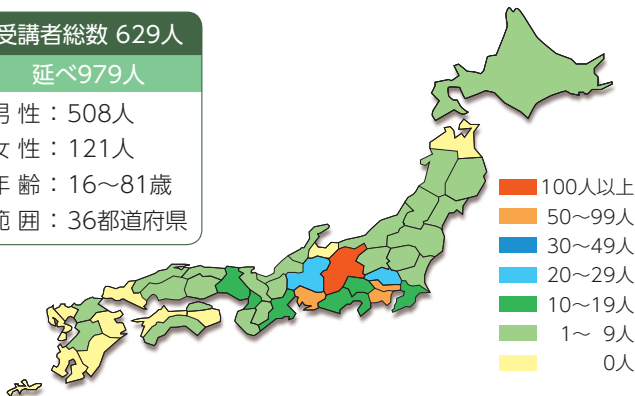 受講者総数 629人
延べ979人
男 性：508人
女 性：121人
年 齢：16～81歳
範 囲：36都道府県
100人以上
50～99人
30～49人
20～29人
10～19人
1～ 9人
0人